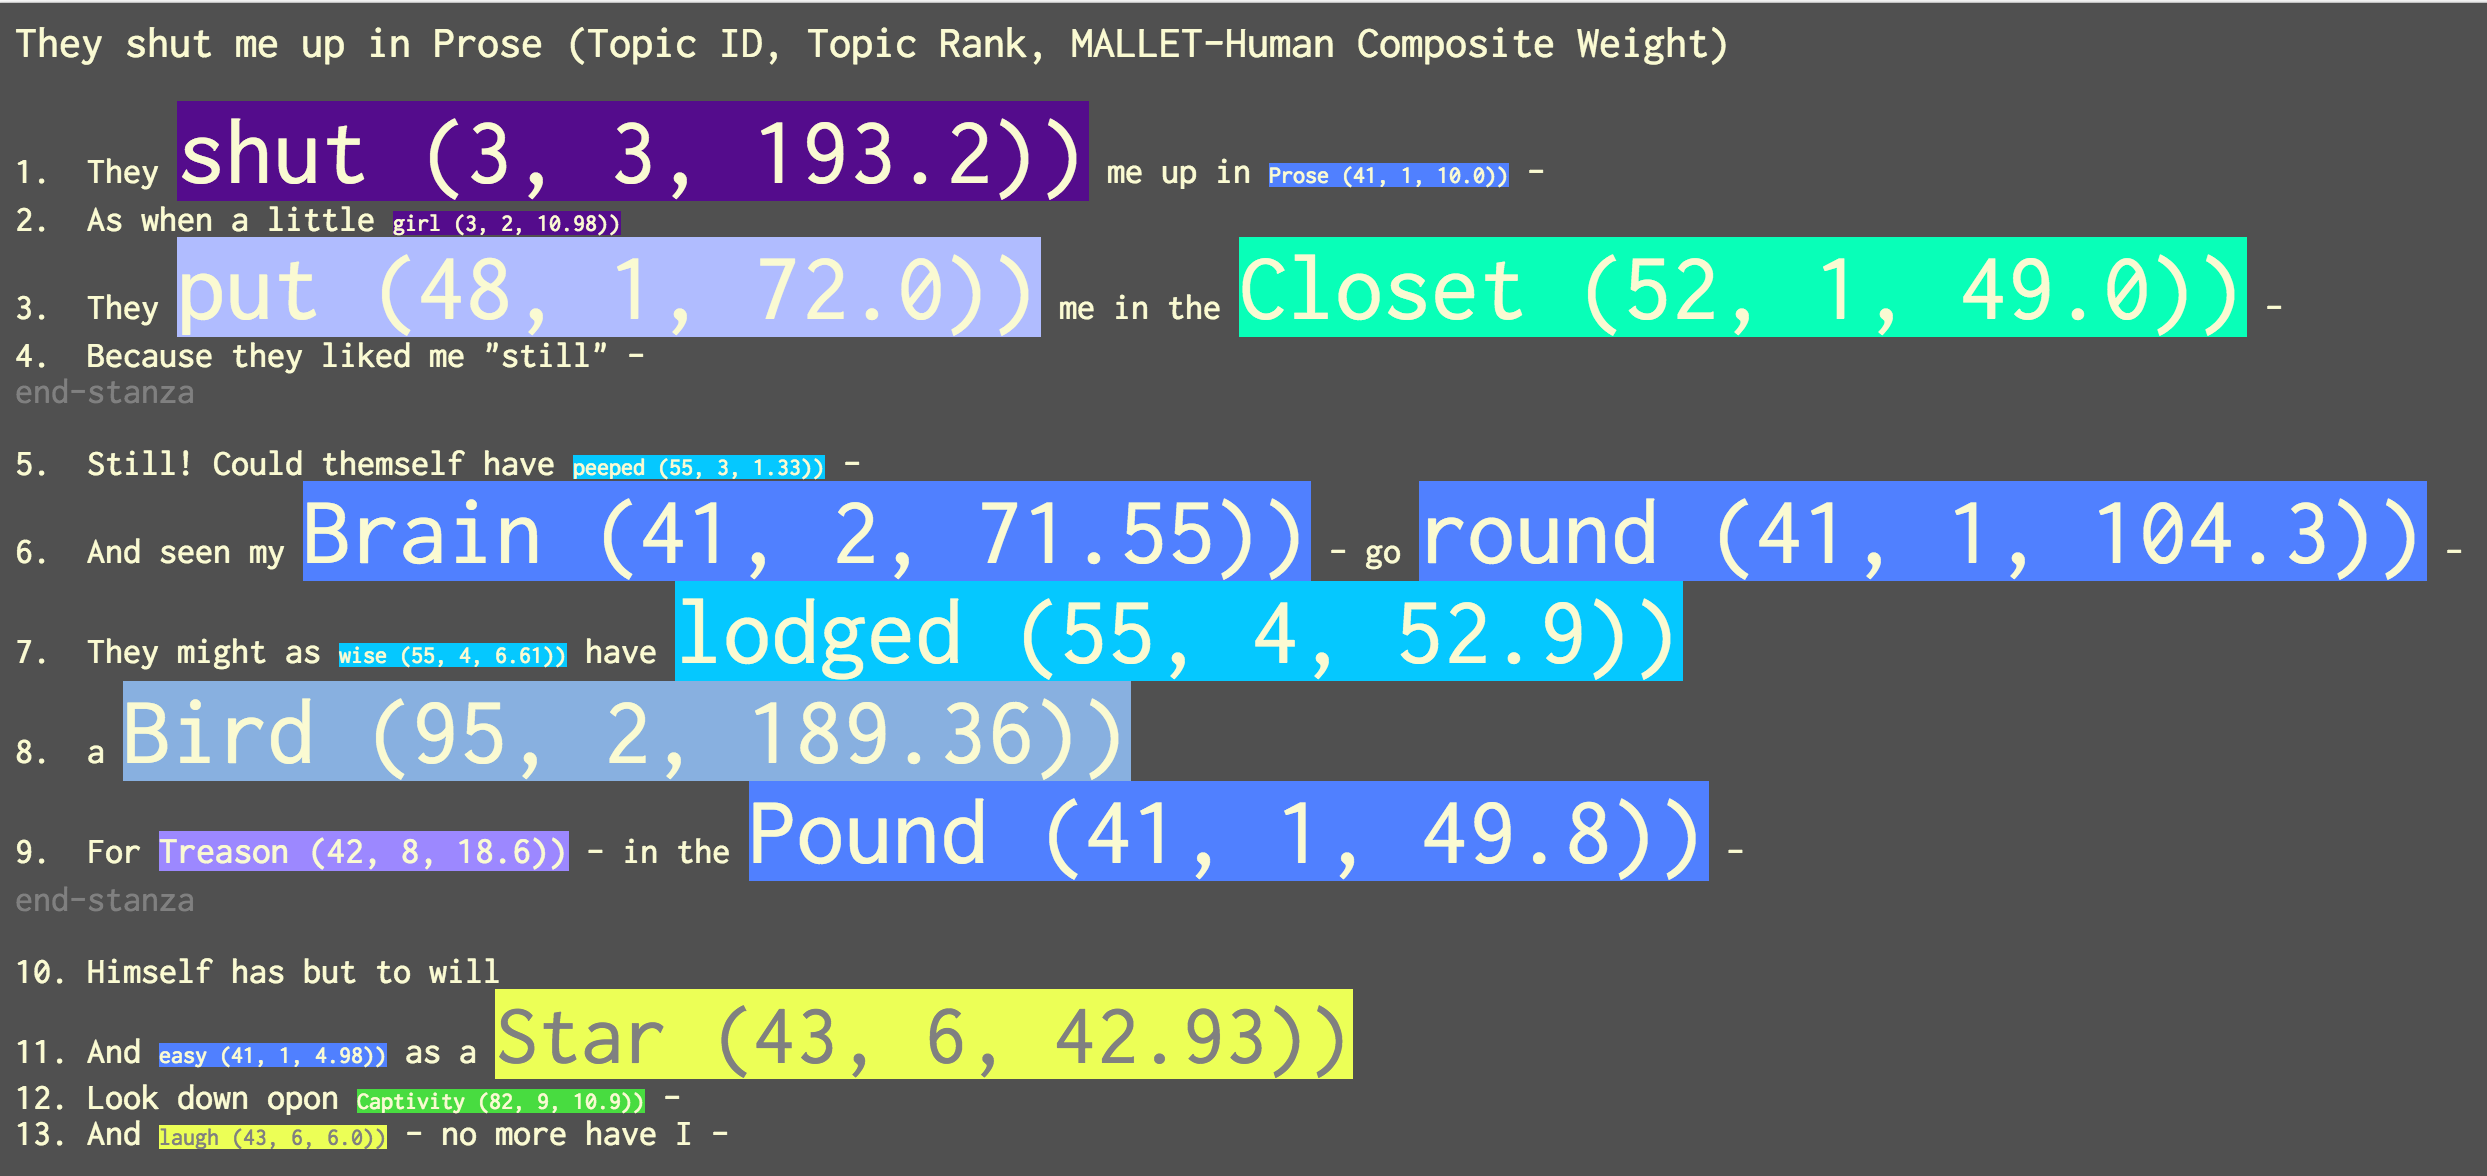 They shut me up in Prose (Topic ID, Topic Rank, MALLET-Human Composite Weight)
1. They shut (3, 3, 193.2)) me up in Prose (41, 1, 10.0)) –
2. As when a little girl (3, 2, 10.98))
3. They put (48, 1, 72.0)) me in the Closet (52, 1, 49.0)) –
4. Because they liked me "still" –
end-stanza
5. Still! Could themself have peeped (55, 3, 1.33)) –
6. And seen my Brain (41, 2, 71.55)) – go round (41, 1, 104.3)) –
7. They might as wise (55, 4, 6.61)) have lodged (55, 4, 52.9))
8. a Bird (95, 2, 189.36))
9. For Treason (42, 8, 18.6)) – in the Pound (41, 1, 49.8)) –
end-stanza
10. Himself has but to will
11. And easy (41, 1, 4.98)) as a Star (43, 6, 42.93))
12. Look down opon Captivity (82, 9, 10.9)) –
13. And laugh (43, 6, 6.0)) – no more have I –